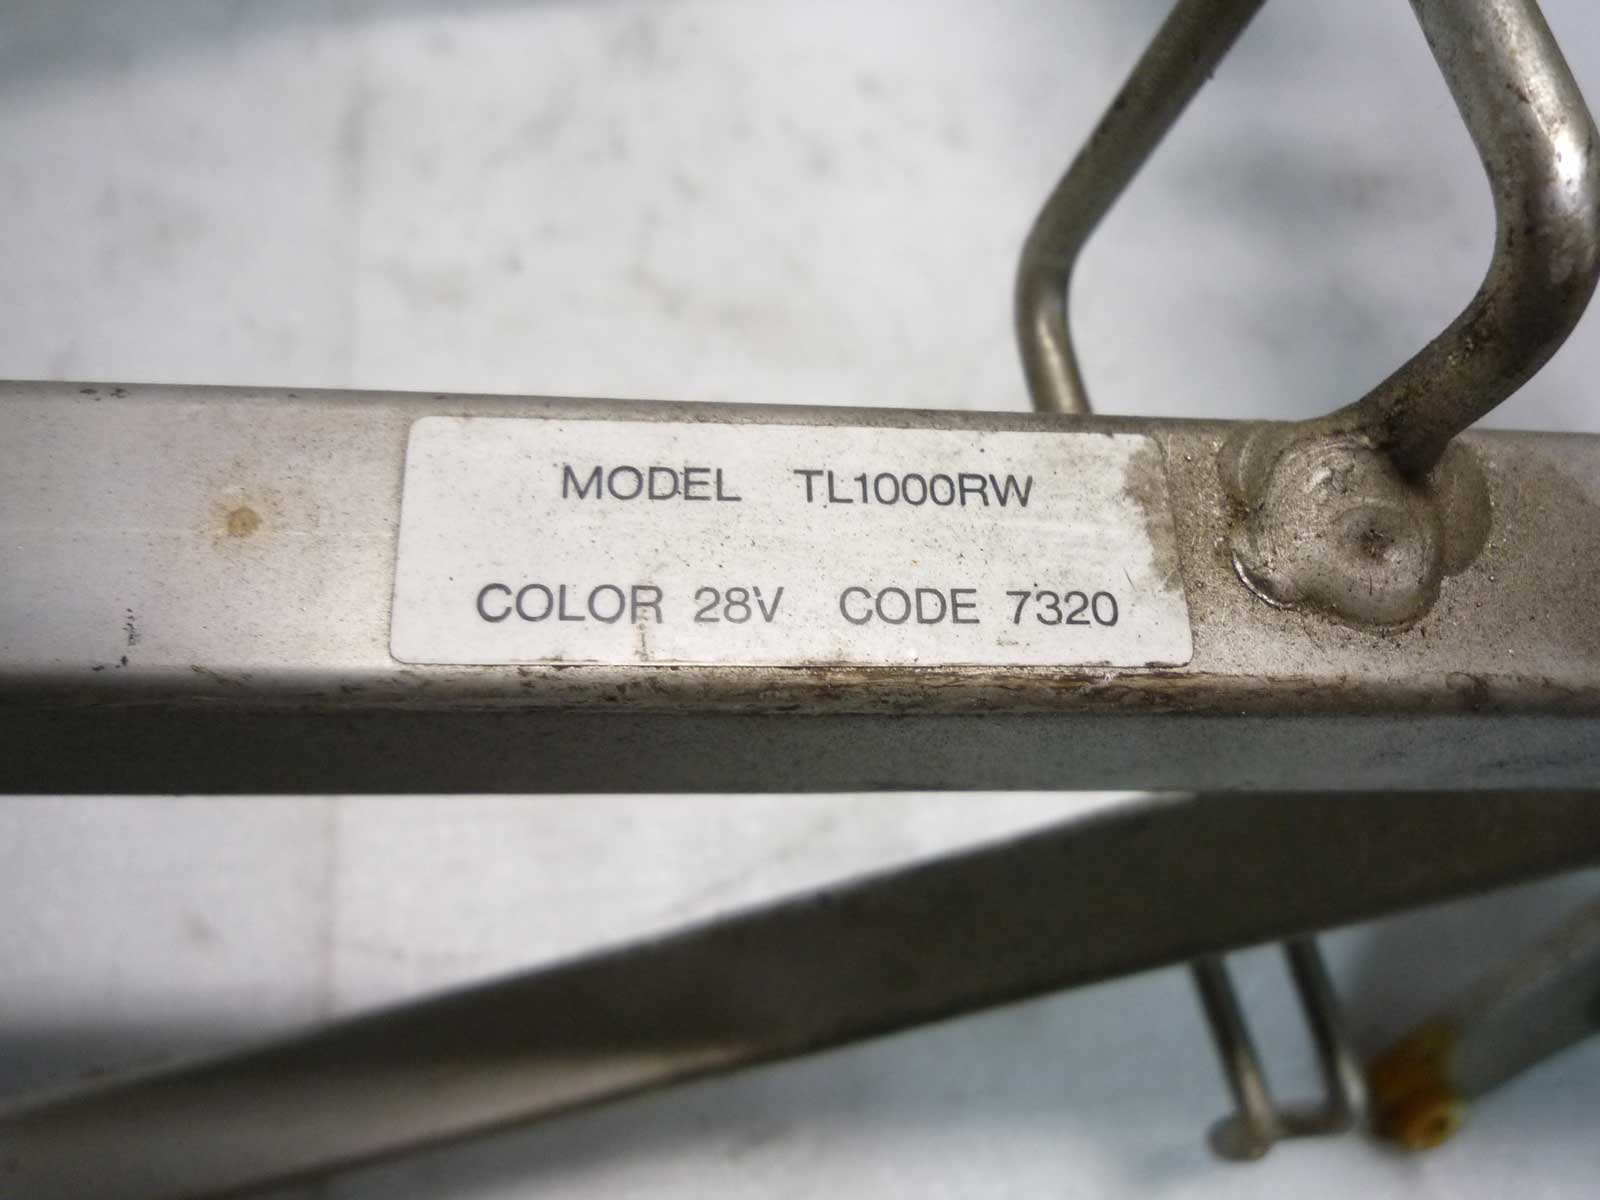 MODEL TL1000RW
COLOR 28V CODE 7320